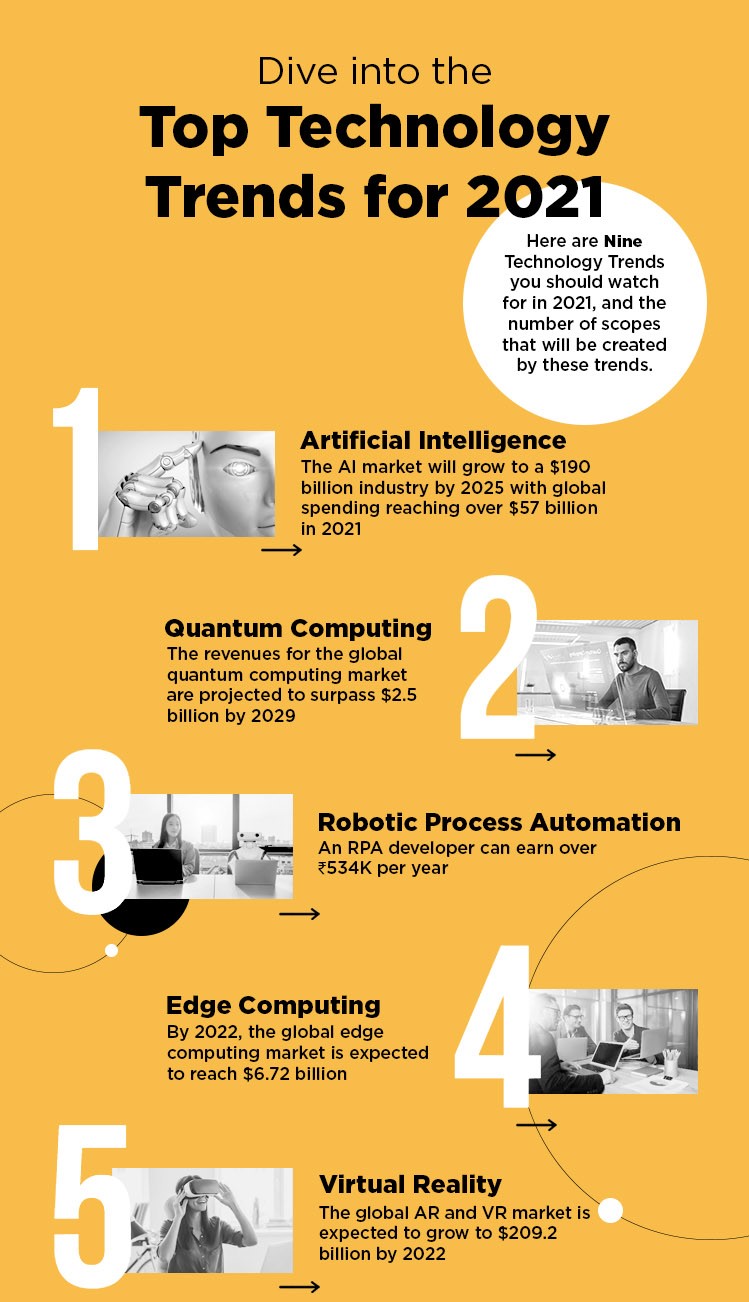 Dive into the
Top Technology
Trends for 2021
Here are Nine
Technology Trends
you should watch
for in 2021, and the
number of scopes
that will be created
by these trends.
1
Artificial Intelligence
The AI market will grow to a $190
billion industry by 2025 with global
spending reaching over $57 billion
in 2021
2
Quantum Computing
The revenues for the global
quantum computing market
are projected to surpass $2.5
billion by 2029
3
Robotic Process Automation
An RPA developer can earn over
₹534K per year
4
Edge Computing
By 2022, the global edge
computing market is expected
to reach $6.72 billion
5
Virtual Reality
The global AR and VR market is
expected to grow to $209.2
billion by 2022